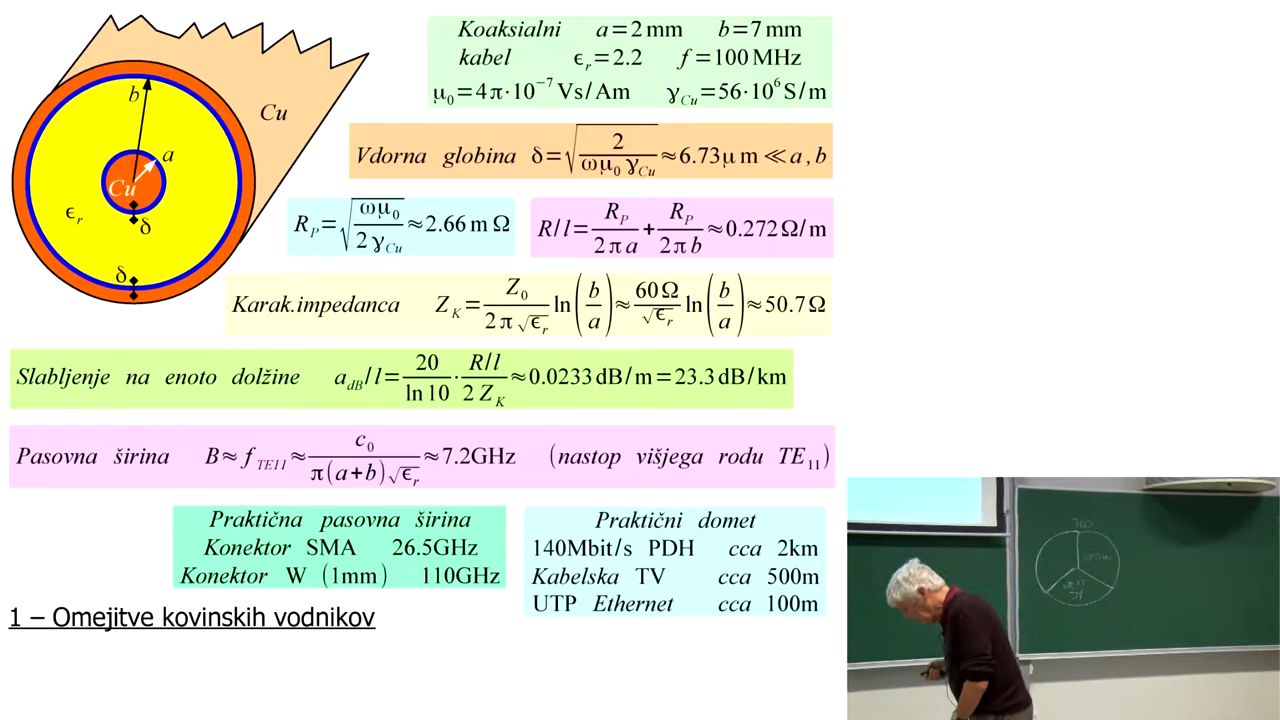 Koaksialni a=2mm b=7mm
kabel ϵr=2.2 f=100MHz
μ0=4π·10^−7 Vs/Am γCu=56·10^6 S/m
b
Cu
a
Cu
ϵr
δ
δ
Vdorna globina δ=√(2/(ωμ0 γCu))≈6.73μm≪a,b
RP=√(ωμ0/(2γCu))≈2.66mΩ R/l=RP/(2πa)+RP/(2πb)≈0.272Ω/m
Karak.impedanca ZK=Z0/(2π√ϵr) ln(b/a)≈60Ω/√ϵr ln(b/a)≈50.7Ω
Slabljenje na enoto dolžine adB/l=20/ln10·(R/l)/(2ZK)≈0.0233dB/m=23.3dB/km
Pasovna širina B≈fTE11≈c0/(π(a+b)√ϵr)≈7.2GHz (nastop višjega rodu TE11)
Praktična pasovna širina
Konektor SMA 26.5GHz
Konektor W (1mm) 110GHz
Praktični domet
140Mbit/s PDH cca 2km
Kabelska TV cca 500m
UTP Ethernet cca 100m
1 – Omejitve kovinskih vodnikov